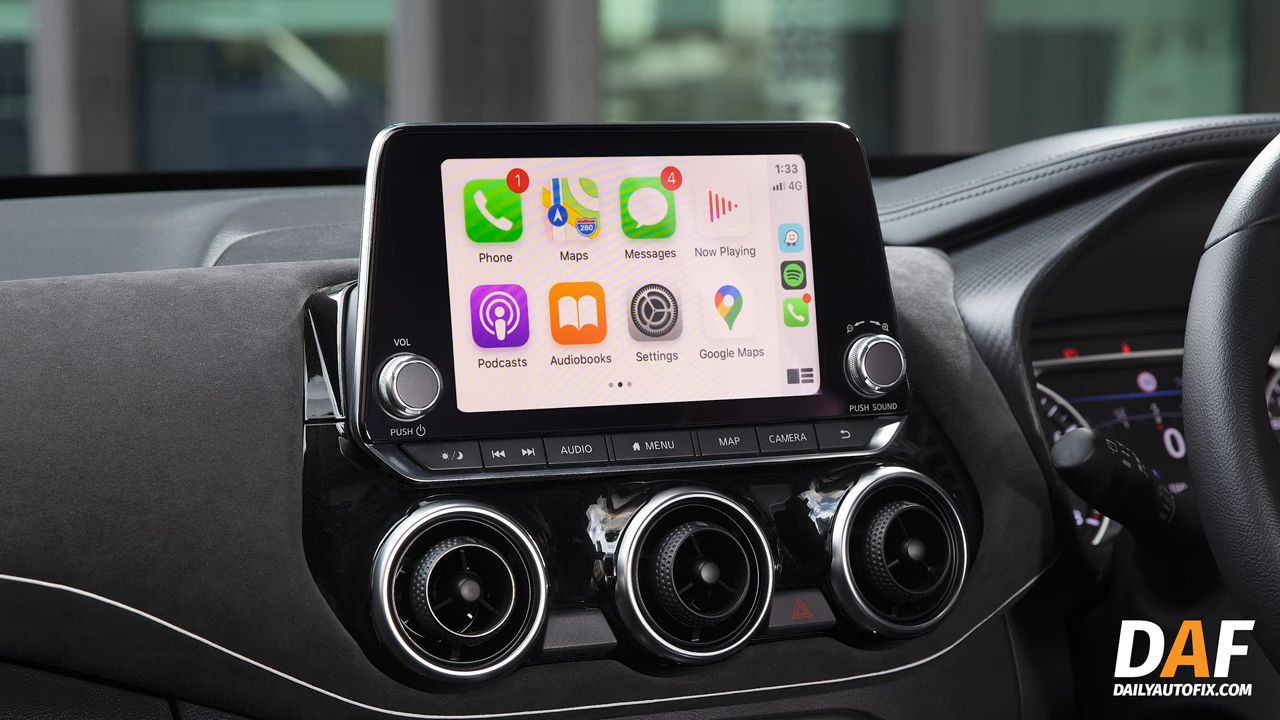 1
4
1:33
4G
280
Phone
Maps
Messages
Now Playing
Podcasts
Audiobooks
Settings
Google Maps
VOL
PUSH
PUSH SOUND
AUDIO
MENU
MAP
CAMERA
0
DAF
DAILYAUTOFIX.COM